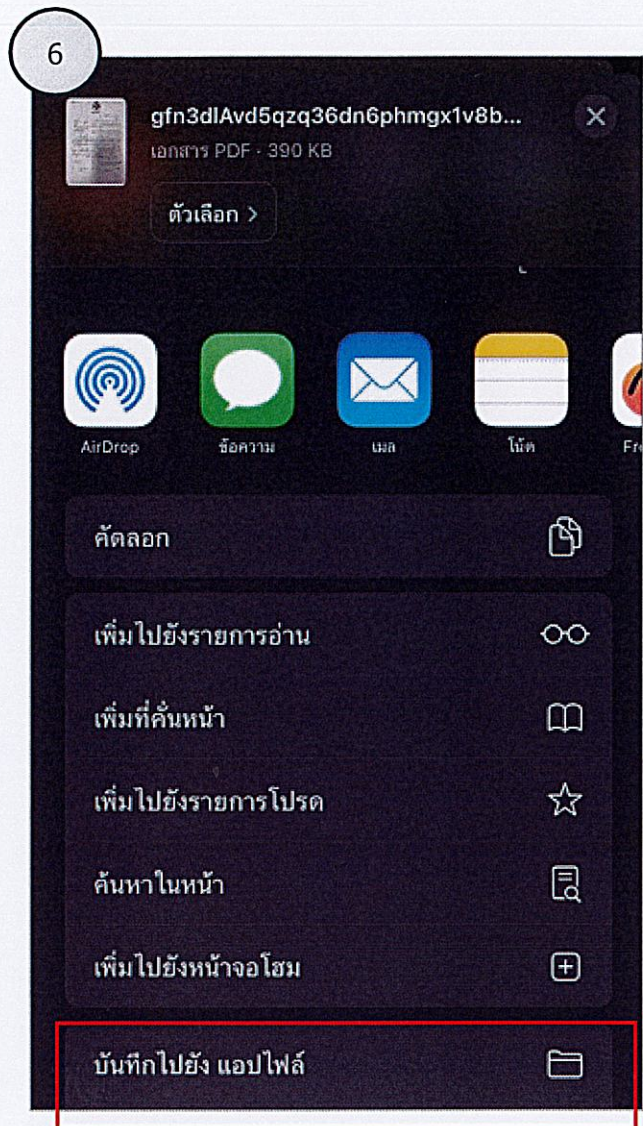 6
gfn3dlAvd5qzq36dn6phmgx1v8b...
เอกสาร PDF - 390 KB
ตัวเลือก >
AirDrop
ข้อความ
เมล
โน้ต
Fr
คัดลอก
เพิ่มไปยังรายการอ่าน
เพิ่มที่คั่นหน้า
เพิ่มไปยังรายการโปรด
ค้นหาในหน้า
เพิ่มไปยังหน้าจอโฮม
บันทึกไปยัง แอปไฟล์